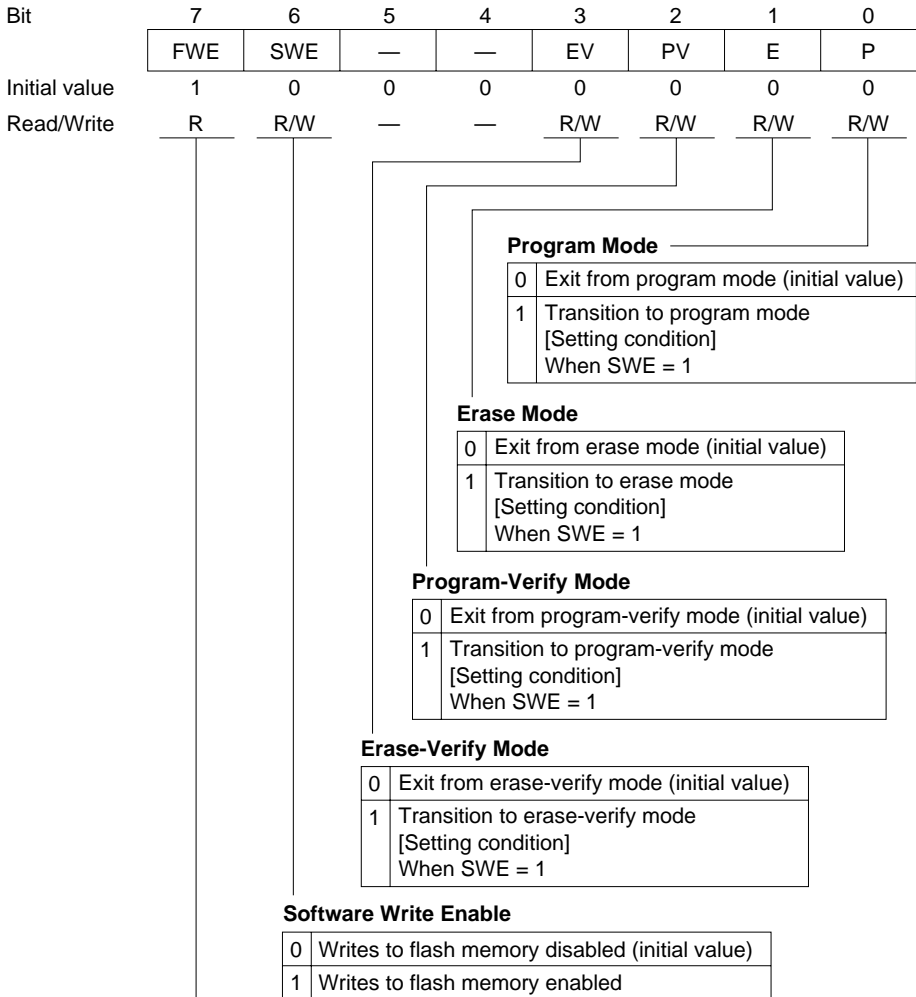 Bit 7 6 5 4 3 2 1 0
FWE SWE — — EV PV E P
Initial value 1 0 0 0 0 0 0 0
Read/Write R R/W — — R/W R/W R/W R/W
Program Mode
0 Exit from program mode (initial value)
1 Transition to program mode
[Setting condition]
When SWE = 1
Erase Mode
0 Exit from erase mode (initial value)
1 Transition to erase mode
[Setting condition]
When SWE = 1
Program-Verify Mode
0 Exit from program-verify mode (initial value)
1 Transition to program-verify mode
[Setting condition]
When SWE = 1
Erase-Verify Mode
0 Exit from erase-verify mode (initial value)
1 Transition to erase-verify mode
[Setting condition]
When SWE = 1
Software Write Enable
0 Writes to flash memory disabled (initial value)
1 Writes to flash memory enabled